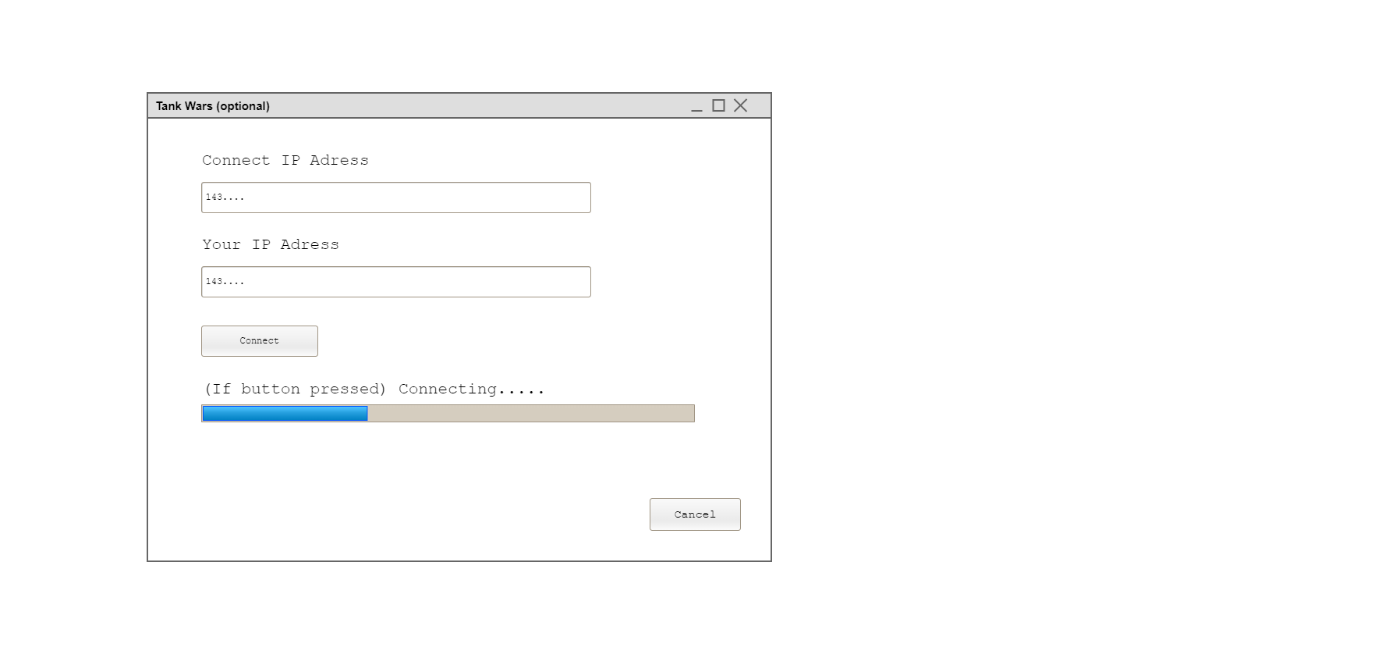 Tank Wars (optional)
Connect IP Adress
143....
Your IP Adress
143....
Connect
(If button pressed) Connecting.....
Cancel